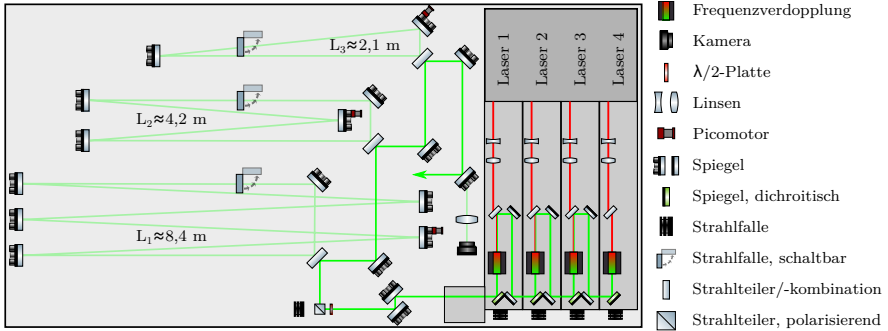 L₃≈2,1 m
L₂≈4,2 m
L₁≈8,4 m
Laser 1
Laser 2
Laser 3
Laser 4
Frequenzverdopplung
Kamera
λ/2-Platte
Linsen
Picomotor
Spiegel
Spiegel, dichroitisch
Strahlfalle
Strahlfalle, schaltbar
Strahlteiler/-kombination
Strahlteiler, polarisierend